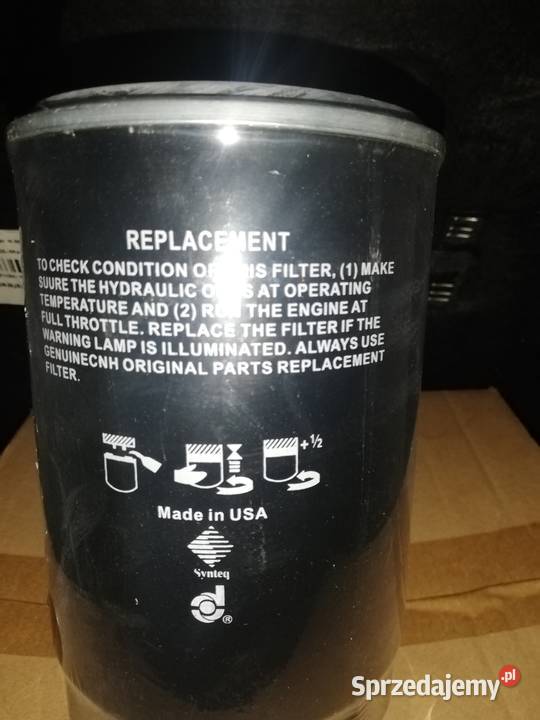 REPLACEMENT
TO CHECK CONDITION OF THIS FILTER, (1) MAKE
SUURE THE HYDRAULIC OIL IS AT OPERATING
TEMPERATURE AND (2) RUN THE ENGINE AT
FULL THROTTLE. REPLACE THE FILTER IF THE
WARNING LAMP IS ILLUMINATED. ALWAYS USE
GENUINECNH ORIGINAL PARTS REPLACEMENT
FILTER.
+½
Made in USA
Synteq
®
Sprzedajemy.pl